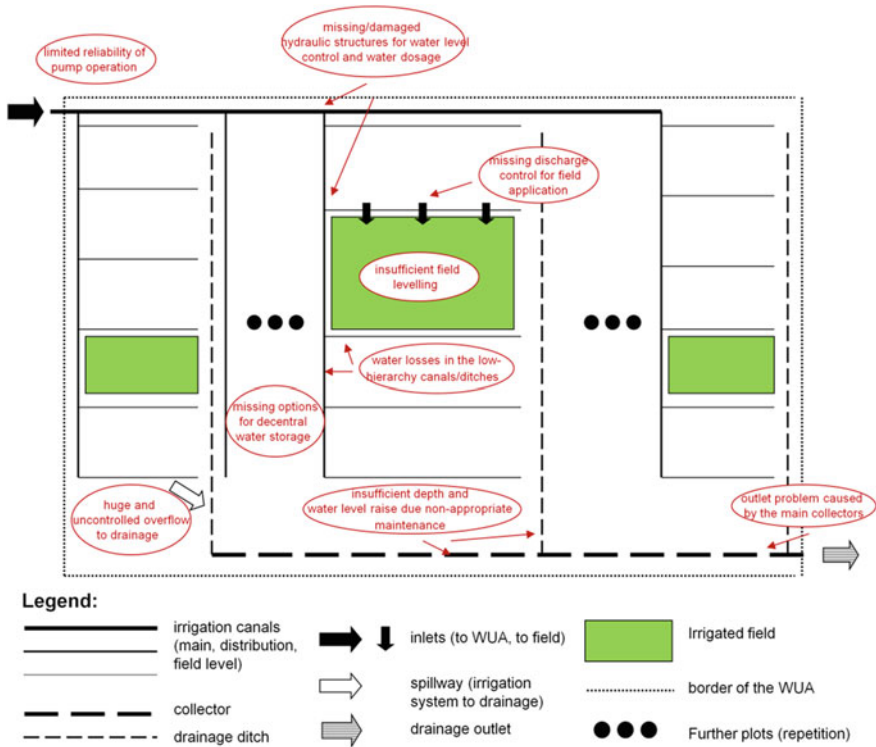 missing/damaged
hydraulic structures for water level
control and water dosage
limited reliability of
pump operation
missing discharge
control for field
application
insufficient field
levelling
water losses in the low-
hierarchy canals/ditches
missing options
for decentral
water storage
huge and
uncontrolled overflow
to drainage
insufficient depth and
water level raise due non-appropriate
maintenance
outlet problem caused
by the main collectors
Legend:
irrigation canals
(main, distribution,
field level)
collector
drainage ditch
inlets (to WUA, to field)
spillway (irrigation
system to drainage)
drainage outlet
Irrigated field
border of the WUA
Further plots (repetition)